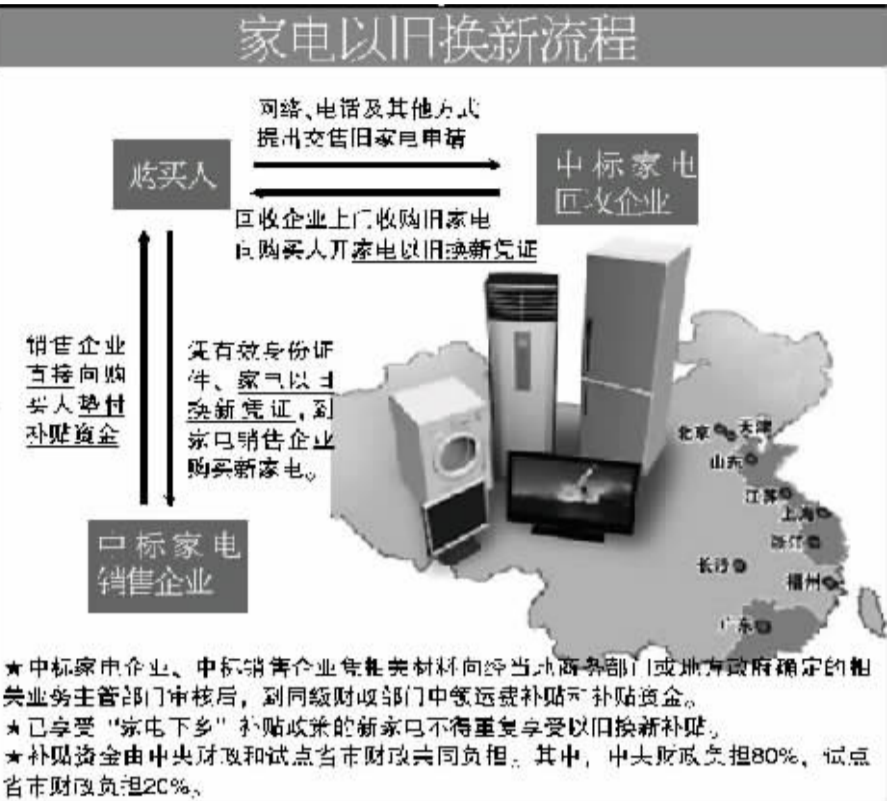 家电以旧换新流程
网络、电话及其他方式
提出交售旧家电申请
购买人
中标家电
回收企业
回收企业上门收购旧家电
向购买人开家电以旧换新凭证
销售企业
直接向购
买人垫付
补贴资金
凭有效身份证
件、家电以旧
换新凭证,到
家电销售企业
购买新家电。
中标家电
销售企业
北京
天津
山东
江苏
上海
浙江
长沙
福州
广东
★中标家电企业、中标销售企业凭相关材料向经当地商务部门或地方政府确定的相
关业务主管部门审核后,到同级财政部门申领运费补贴和补贴资金。
★已享受“家电下乡”补贴政策的新家电不得重复享受以旧换新补贴。
★补贴资金由中央财政和试点省市财政共同负担。其中,中央财政负担80%,试点
省市财政负担20%。